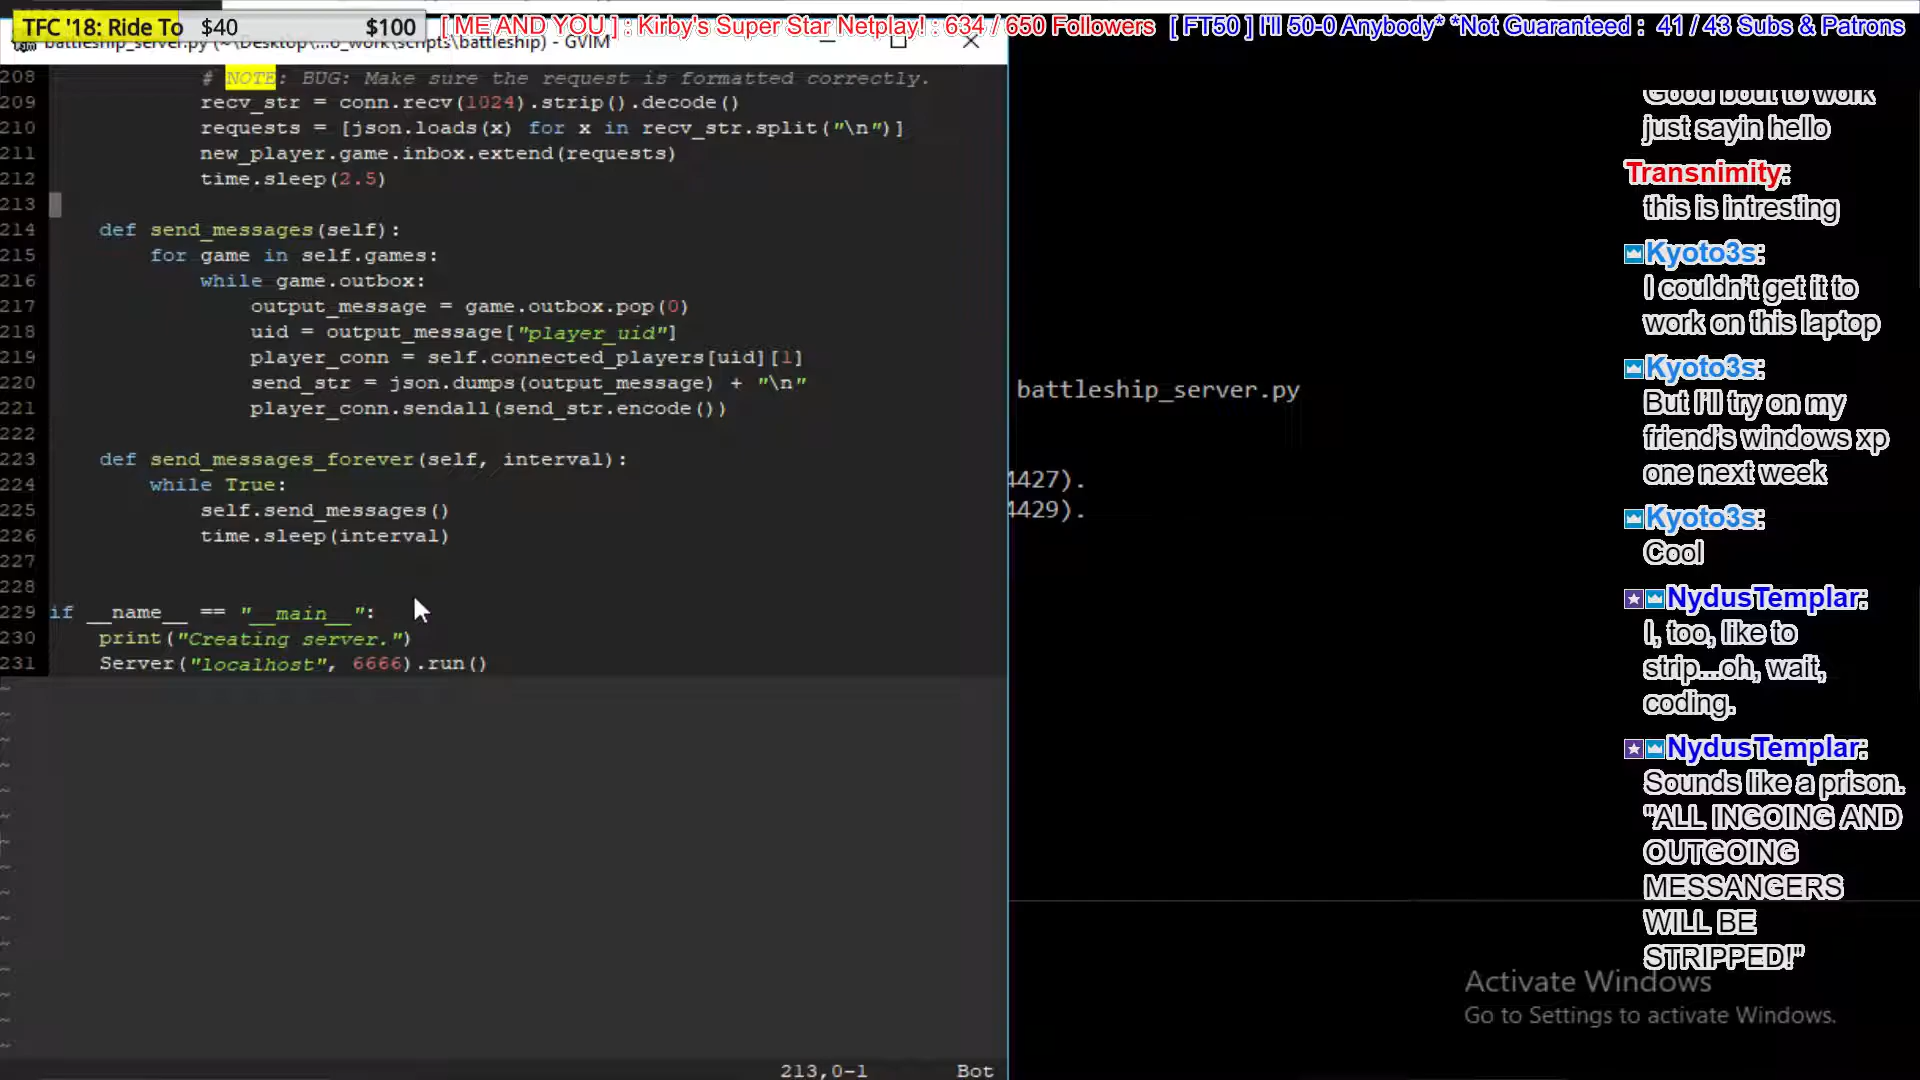 TFC '18: Ride To $40 $100 [ ME AND YOU ] : Kirby's Super Star Netplay! : 634 / 650 Followers [ FT50 ] I'll 50-0 Anybody* *Not Guaranteed : 41 / 43 Subs & Patrons
battleship_server.py (~\Desktop\...o_work\scripts\battleship) - GVIM
208 # NOTE: BUG: Make sure the request is formatted correctly.
209 recv_str = conn.recv(1024).strip().decode()
210 requests = [json.loads(x) for x in recv_str.split("\n")]
211 new_player.game.inbox.extend(requests)
212 time.sleep(2.5)
213
214 def send_messages(self):
215 for game in self.games:
216 while game.outbox:
217 output_message = game.outbox.pop(0)
218 uid = output_message["player_uid"]
219 player_conn = self.connected_players[uid][1]
220 send_str = json.dumps(output_message) + "\n"
221 player_conn.sendall(send_str.encode())
222
223 def send_messages_forever(self, interval):
224 while True:
225 self.send_messages()
226 time.sleep(interval)
227
228
229 if __name__ == "__main__":
230 print("Creating server.")
231 Server("localhost", 6666).run()
~
~
~
~
~
~
~
~
~
~
~
~
~
~
213,0-1 Bot
battleship_server.py
4427).
4429).
Good bout to work
just sayin hello
Transnimity:
this is intresting
Kyoto3s:
I couldn't get it to
work on this laptop
Kyoto3s:
But I'll try on my
friend's windows xp
one next week
Kyoto3s:
Cool
NydusTemplar:
I, too, like to
strip...oh, wait,
coding.
NydusTemplar:
Sounds like a prison.
"ALL INGOING AND
OUTGOING
MESSANGERS
WILL BE
STRIPPED!"
Activate Windows
Go to Settings to activate Windows.